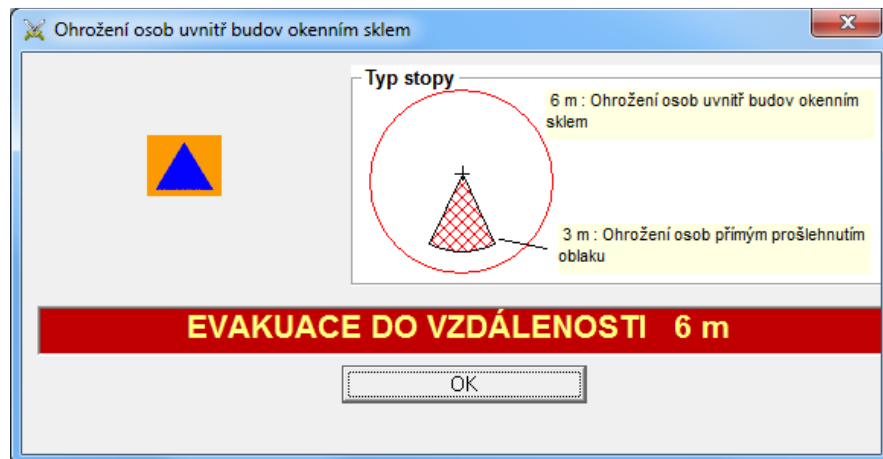 Ohrožení osob uvnitř budov okenním sklem
Typ stopy
6 m : Ohrožení osob uvnitř budov okenním
sklem
3 m : Ohrožení osob přímým prošlehnutím
oblaku
EVAKUACE DO VZDÁLENOSTI 6 m
OK